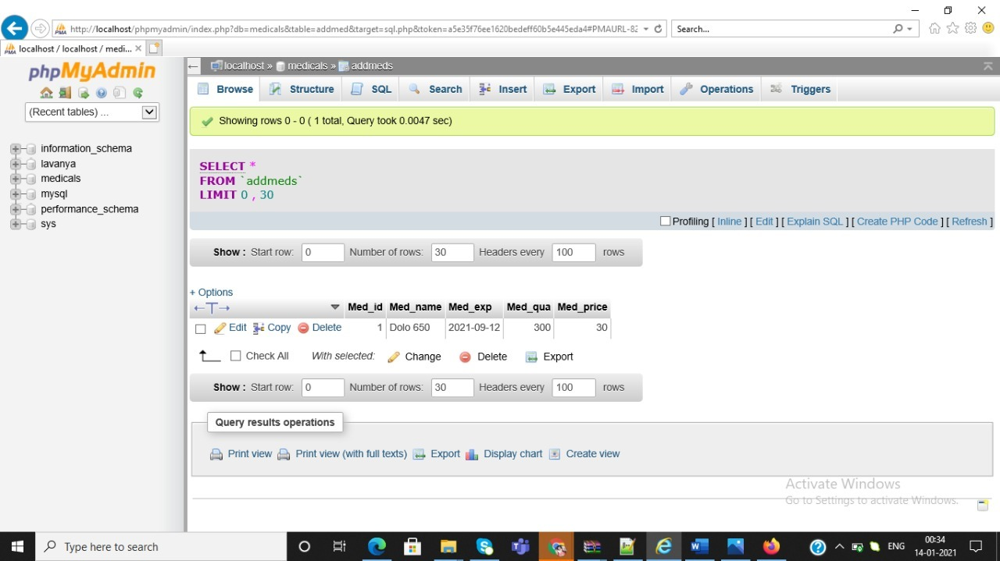 http://localhost/phpmyadmin/index.php?db=medicals&table=addmed&target=sql.php&token=a5e35f76ee1620bedeff60b5e445eda4#PMAURL-82
Search...
localhost / localhost / medi...
phpMyAdmin
(Recent tables) ...
information_schema
lavanya
medicals
mysql
performance_schema
sys
localhost » medicals » addmeds
Browse Structure SQL Search Insert Export Import Operations Triggers
Showing rows 0 - 0 ( 1 total, Query took 0.0047 sec)
SELECT *
FROM `addmeds`
LIMIT 0 , 30
Profiling [ Inline ] [ Edit ] [ Explain SQL ] [ Create PHP Code ] [ Refresh ]
Show : Start row: 0 Number of rows: 30 Headers every 100 rows
+ Options
←T→ Med_id Med_name Med_exp Med_qua Med_price
Edit Copy Delete 1 Dolo 650 2021-09-12 300 30
Check All With selected: Change Delete Export
Show : Start row: 0 Number of rows: 30 Headers every 100 rows
Query results operations
Print view Print view (with full texts) Export Display chart Create view
Activate Windows
Go to Settings to activate Windows.
Type here to search
ENG
00:34
14-01-2021